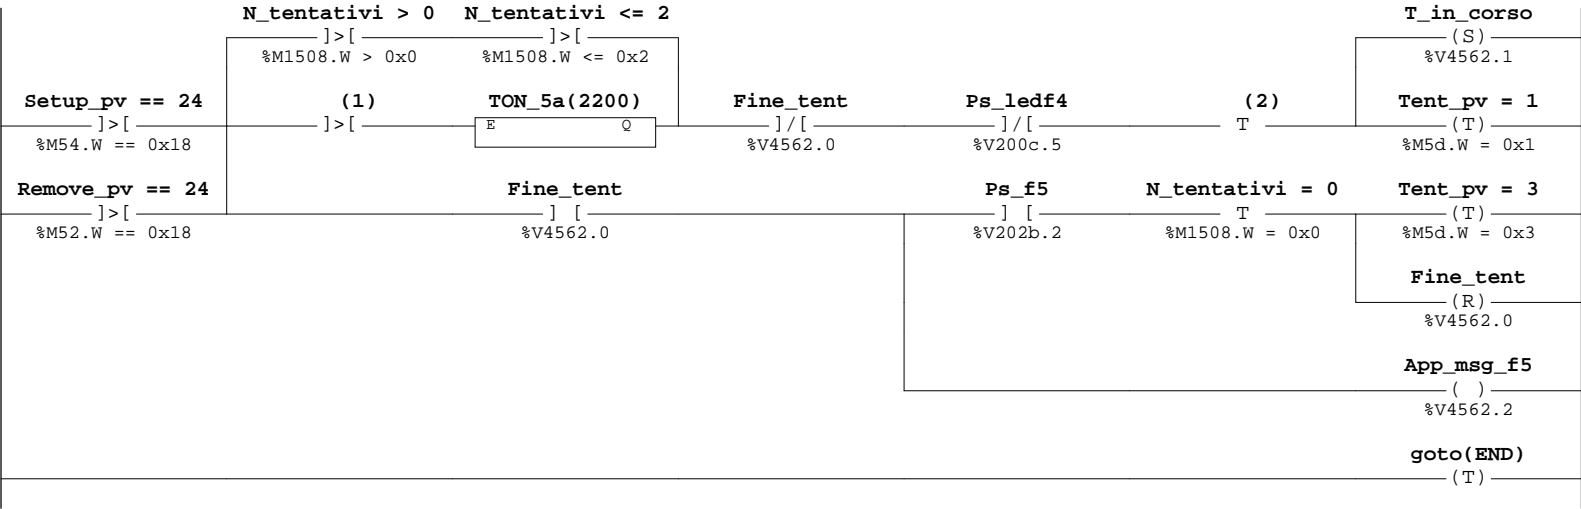 N_tentativi > 0 N_tentativi <= 2 T_in_corso
]>[ ]>[ (S)
%M1508.W > 0x0 %M1508.W <= 0x2 %V4562.1
Setup_pv == 24 (1) TON_5a(2200) Fine_tent Ps_ledf4 (2) Tent_pv = 1
]>[ ]>[ E Q ]/[ ]/[ T (T)
%M54.W == 0x18 %V4562.0 %V200c.5 %M5d.W = 0x1
Remove_pv == 24 Fine_tent Ps_f5 N_tentativi = 0 Tent_pv = 3
]>[ ] [ ] [ T (T)
%M52.W == 0x18 %V4562.0 %V202b.2 %M1508.W = 0x0 %M5d.W = 0x3
Fine_tent
(R)
%V4562.0
App_msg_f5
( )
%V4562.2
goto(END)
(T)